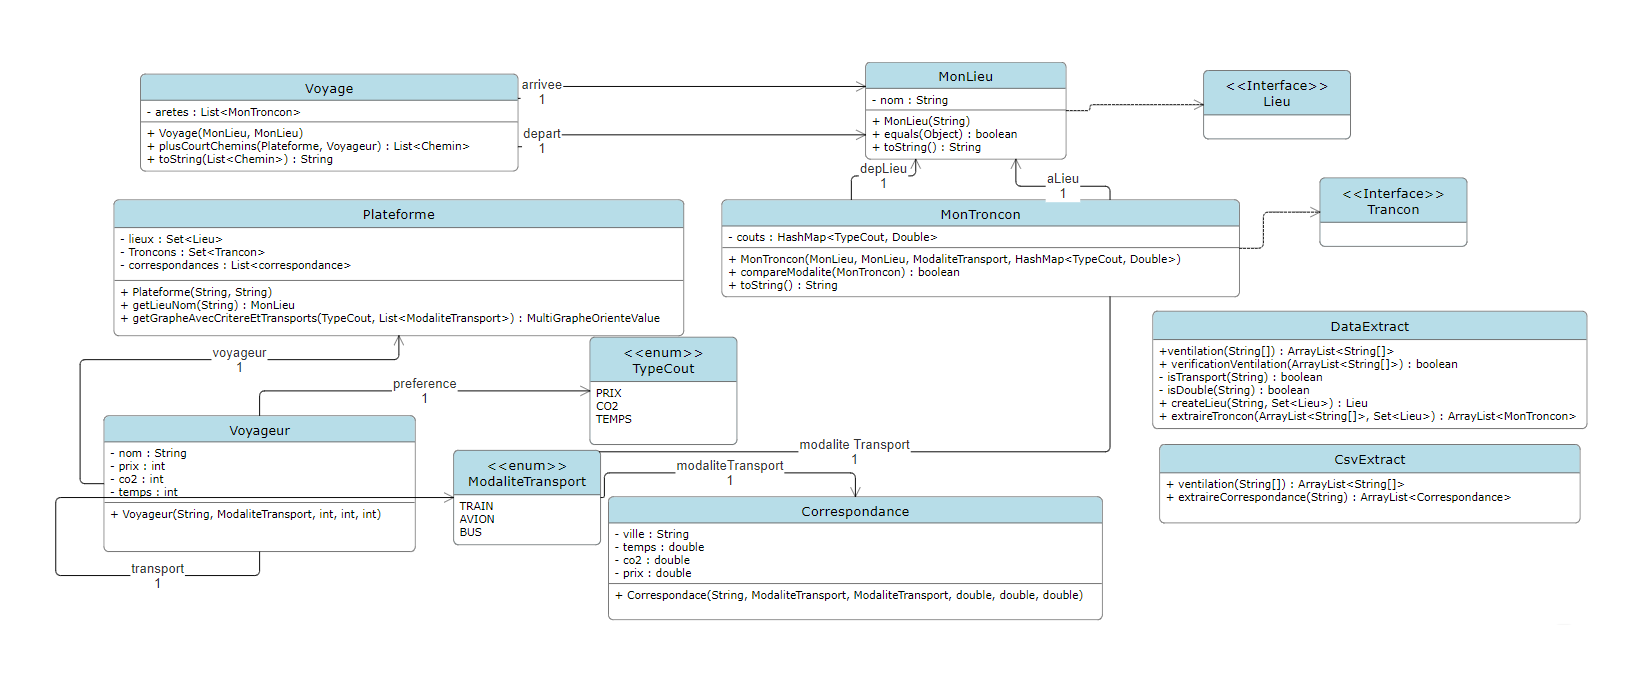 Voyage
- aretes : List<MonTroncon>
+ Voyage(MonLieu, MonLieu)
+ plusCourtChemins(Plateforme, Voyageur) : List<Chemin>
+ toString(List<Chemin>) : String
arrivee
1
depart
1
MonLieu
- nom : String
+ MonLieu(String)
+ equals(Object) : boolean
+ toString() : String
<<Interface>>
Lieu
depLieu
1
aLieu
1
<<Interface>>
Trancon
Plateforme
- lieux : Set<Lieu>
- Troncons : Set<Trancon>
- correspondances : List<correspondance>
+ Plateforme(String, String)
+ getLieuNom(String) : MonLieu
+ getGrapheAvecCritereEtTransports(TypeCout, List<ModaliteTransport>) : MultiGrapheOrienteValue
MonTroncon
- couts : HashMap<TypeCout, Double>
+ MonTroncon(MonLieu, MonLieu, ModaliteTransport, HashMap<TypeCout, Double>)
+ compareModalite(MonTroncon) : boolean
+ toString() : String
DataExtract
+ventilation(String[]) : ArrayList<String[]>
+ verificationVentilation(ArrayList<String[]>) : boolean
- isTransport(String) : boolean
- isDouble(String) : boolean
+ createLieu(String, Set<Lieu>) : Lieu
+ extraireTroncon(ArrayList<String[]>, Set<Lieu>) : ArrayList<MonTroncon>
voyageur
1
preference
1
<<enum>>
TypeCout
PRIX
CO2
TEMPS
Voyageur
- nom : String
- prix : int
- co2 : int
- temps : int
+ Voyageur(String, ModaliteTransport, int, int, int)
transport
1
<<enum>>
ModaliteTransport
TRAIN
AVION
BUS
modalite Transport
1
modaliteTransport
1
Correspondance
- ville : String
- temps : double
- co2 : double
- prix : double
+ Correspondace(String, ModaliteTransport, ModaliteTransport, double, double, double)
CsvExtract
+ ventilation(String[]) : ArrayList<String[]>
+ extraireCorrespondance(String) : ArrayList<Correspondance>